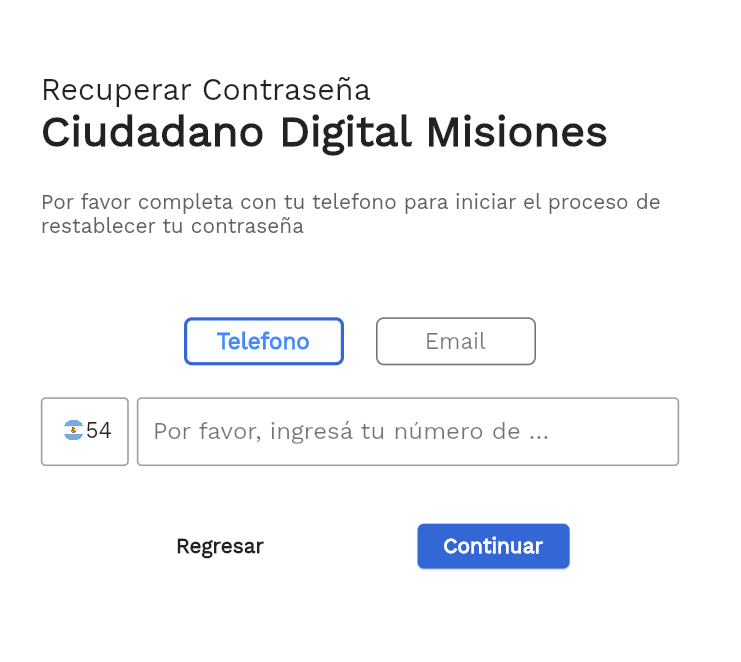 Recuperar Contraseña
Ciudadano Digital Misiones
Por favor completa con tu telefono para iniciar el proceso de
restablecer tu contraseña
Telefono
Email
54
Por favor, ingresá tu número de ...
Regresar
Continuar